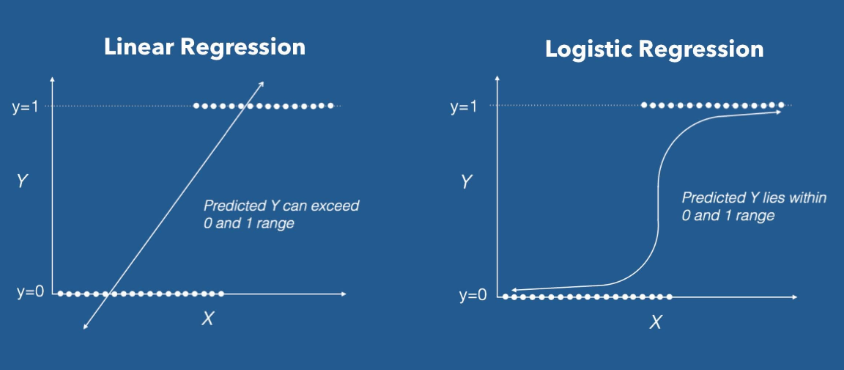 Linear Regression
y=1
Y
Predicted Y can exceed
0 and 1 range
y=0
X
Logistic Regression
y=1
Y
Predicted Y lies within
0 and 1 range
y=0
X